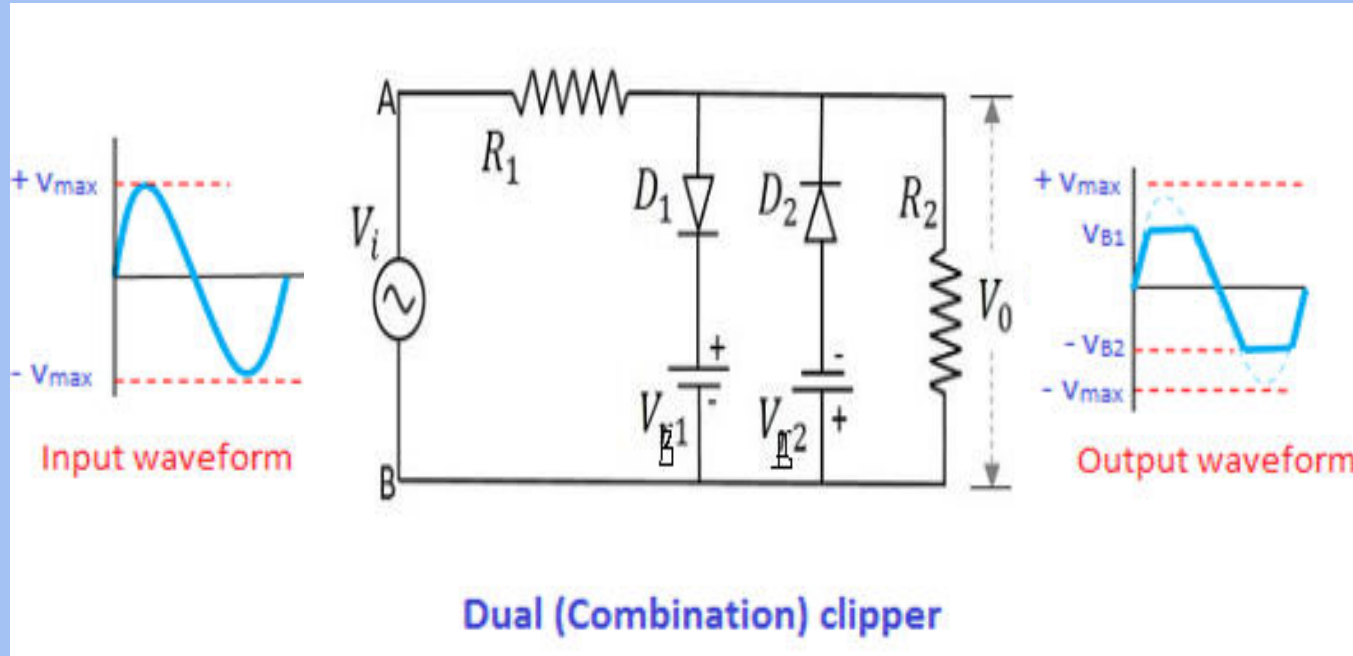 A
R₁
+ Vmax
D₁
D₂
R₂
+ Vmax
Vᵢ
VB1
V₀
+
-
- VB2
- Vmax
-
+
- Vmax
Input waveform
B
Output waveform
Dual (Combination) clipper